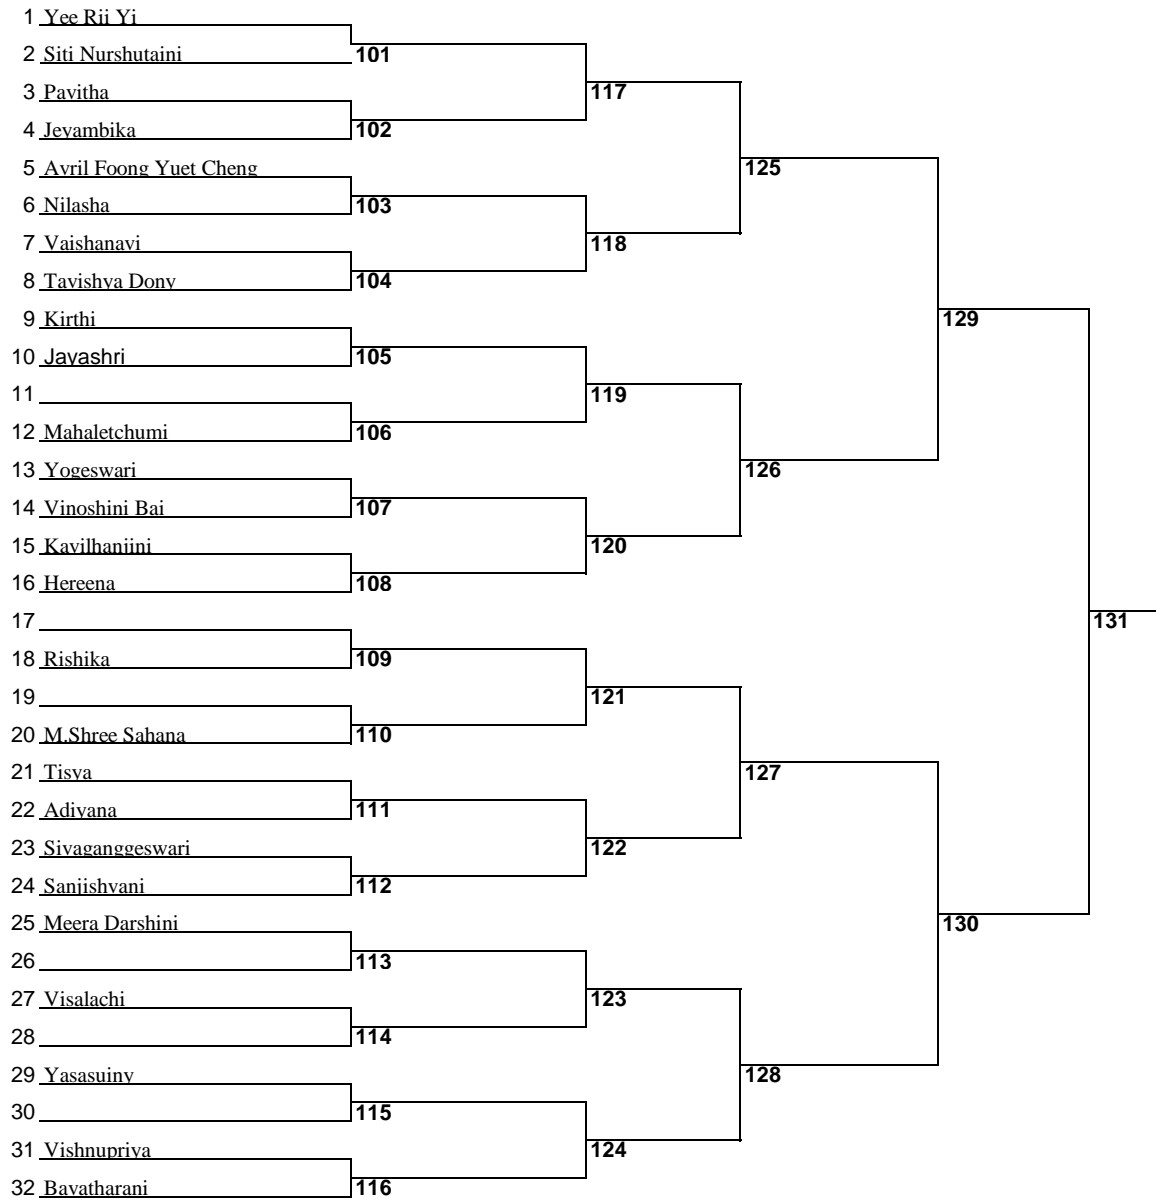 1 Yee Rii Yi
2 Siti Nurshutaini
101
3 Pavitha
117
4 Jeyambika
102
5 Avril Foong Yuet Cheng
125
6 Nilasha
103
7 Vaishanavi
118
8 Tavishya Dony
104
9 Kirthi
129
10 Jayashri
105
11
119
12 Mahaletchumi
106
13 Yogeswari
126
14 Vinoshini Bai
107
15 Kavilhanjini
120
16 Hereena
108
17
131
18 Rishika
109
19
121
20 M.Shree Sahana
110
21 Tisya
127
22 Adiyana
111
23 Sivaganggeswari
122
24 Sanjishvani
112
25 Meera Darshini
130
26
113
27 Visalachi
123
28
114
29 Yasasuiny
128
30
115
31 Vishnupriya
124
32 Bavatharani
116